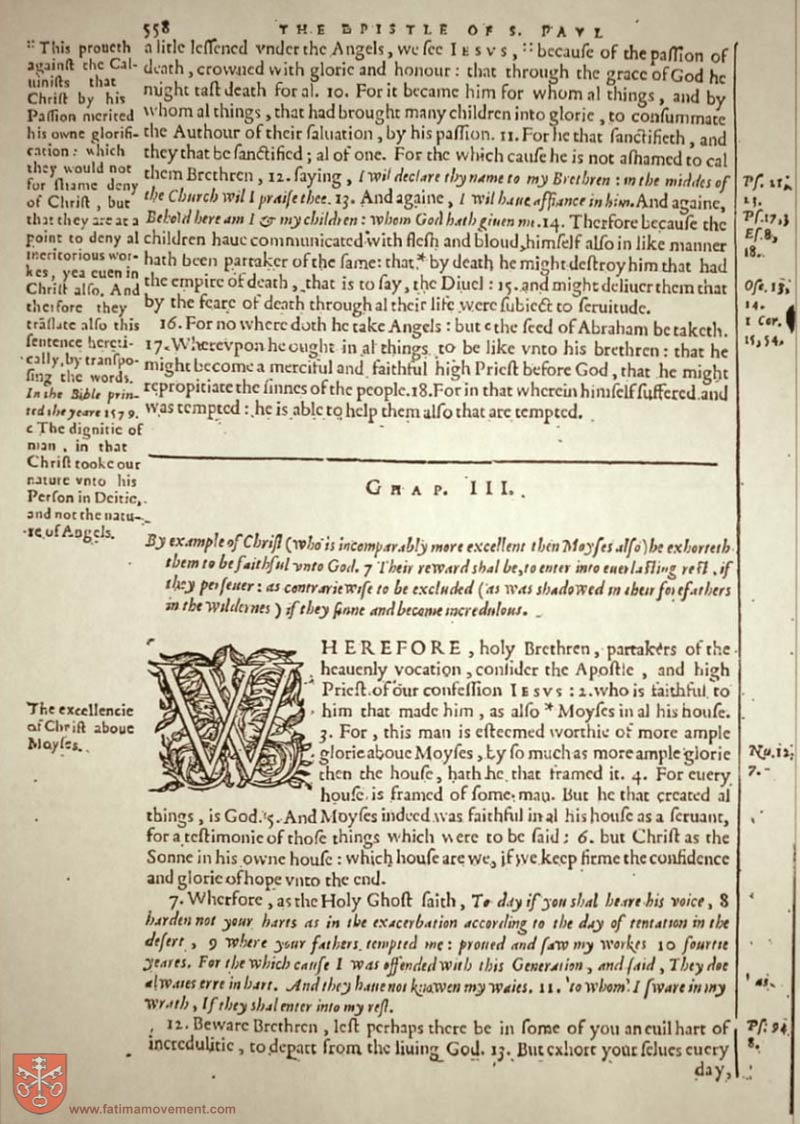 558 THE EPISTLE OF S. PAVL
a litle leſſened vnder the Angels, we ſee IESVS, :: becauſe of the paſſion of
death, crowned with glorie and honour: that through the grace of God he
might taſt death for al. 10. For it became him for whom al things, and by
whom al things, that had brought many children into glorie, to conſummate
the Authour of their ſaluation, by his paſſion. 11. For he that ſanctifieth, and
they that be ſanctified; al of one. For the which cauſe he is not aſhamed to cal
them Brethren, 12. ſaying, I wil declare thy name to my Brethren: in the middes of
the Church wil I praiſe thee. 13. And againe, I wil haue affiance in him. And againe,
Behold here am I & my children: whom God hath giuen me. 14. Therfore becauſe the
children haue communicated with fleſh and bloud, himſelf alſo in like manner
hath been partaker of the ſame: that * by death he might deſtroy him that had
the empire of death, that is to ſay, the Diuel: 15. and might deliuer them that
by the feare of death through al their life were ſubiect to ſeruitude.
16. For no where doth he take Angels: but c the ſeed of Abraham he taketh.
17. Wherevpon he ought in al things to be like vnto his brethren: that he
might become a merciful and faithful high Prieſt before God, that he might
repropitiate the ſinnes of the people. 18. For in that wherein himſelf ſuffered and
was tempted: he is able to help them alſo that are tempted.
:: This proueth
againſt the Cal-
uiniſts that
Chriſt by his
Paſſion merited
his owne glorifi-
cation: which
they would not
for ſhame deny
of Chriſt, but
that they are at a
point to deny al
meritorious wor-
kes, yea euen in
Chriſt alſo. And
therfore they
trãſlate alſo this
ſentence hereti-
cally, by tranſpo-
ſing the words.
In the Bible prin-
ted the yeare 1579.
c The dignitie of
man, in that
Chriſt tooke our
nature vnto his
Perſon in Deitie,
and not the natu-
re of Angels.
Pſ. 21,
23.
Pſ. 17, 3
Eſ. 8,
18.
Oſe. 13,
14.
1 Cor.
15, 54.
CHAP. III.
By example of Chriſt (who is incomparably more excellent then Moyſes alſo) he exhorteth
them to be faithful vnto God. 7 Their reward shal be, to enter into euerlaſting reſt, if
they perſeuer: as contrariewiſe to be excluded (as was shadowed in their forefathers
in the wildernes) if they ſinne and become incredulous.
WHEREFORE, holy Brethren, partakers of the
heauenly vocation, conſider the Apoſtle, and high
Prieſt of our confeſſion IESVS: 2. who is faithful to
him that made him, as alſo * Moyſes in al his houſe.
3. For, this man is eſteemed worthie of more ample
glorie aboue Moyſes, by ſo much as more ample glorie
then the houſe, hath he that framed it. 4. For euery
houſe is framed of ſome man. But he that created al
things, is God. 5. And Moyſes indeed was faithful in al his houſe as a ſeruant,
for a teſtimonie of thoſe things which were to be ſaid: 6. but Chriſt as the
Sonne in his owne houſe: which houſe are we, if we keep firme the confidence
and glorie of hope vnto the end.
7. Wherfore, as the Holy Ghoſt ſaith, To day if you shal heare his voice, 8
harden not your harts as in the exacerbation according to the day of tentation in the
deſert, 9 where your fathers tempted me: proued and ſaw my workes 10 fourtie
yeares. For the which cauſe I was offended with this Generation, and ſaid, They doe
alwaies erre in hart. And they haue not knowen my waies. 11. to whom I ſware in my
wrath, If they shal enter into my reſt.
12. Beware Brethren, leſt perhaps there be in ſome of you an euil hart of
incredulitie, to depart from the liuing God. 13. But exhort your ſelues euery
day,
The excellencie
of Chriſt aboue
Moyſes.
Nu. 12,
7.
Pſ. 94.
8.
www.fatimamovement.com